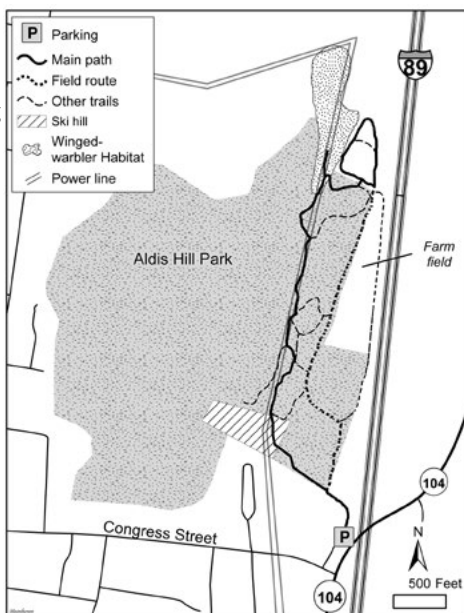 P Parking
Main path
Field route
Other trails
Ski hill
Winged-
warbler Habitat
Power line
89
Aldis Hill Park
Farm
field
104
Congress Street
P
N
500 Feet
104